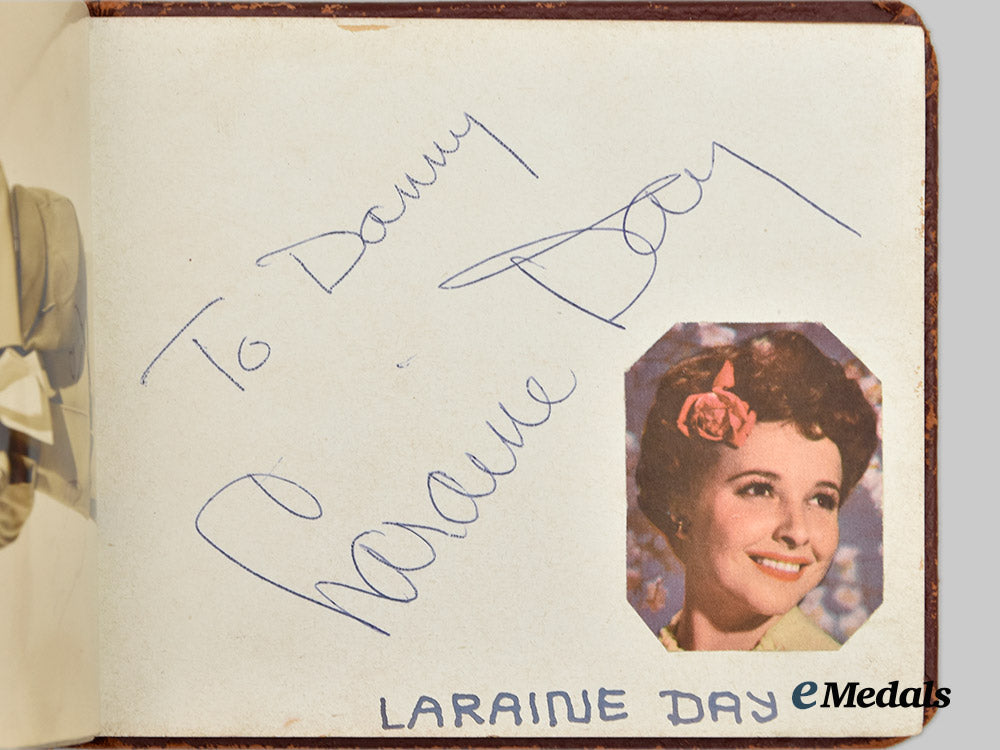 To Danny
Laraine Day
LARAINE DAY
eMedals